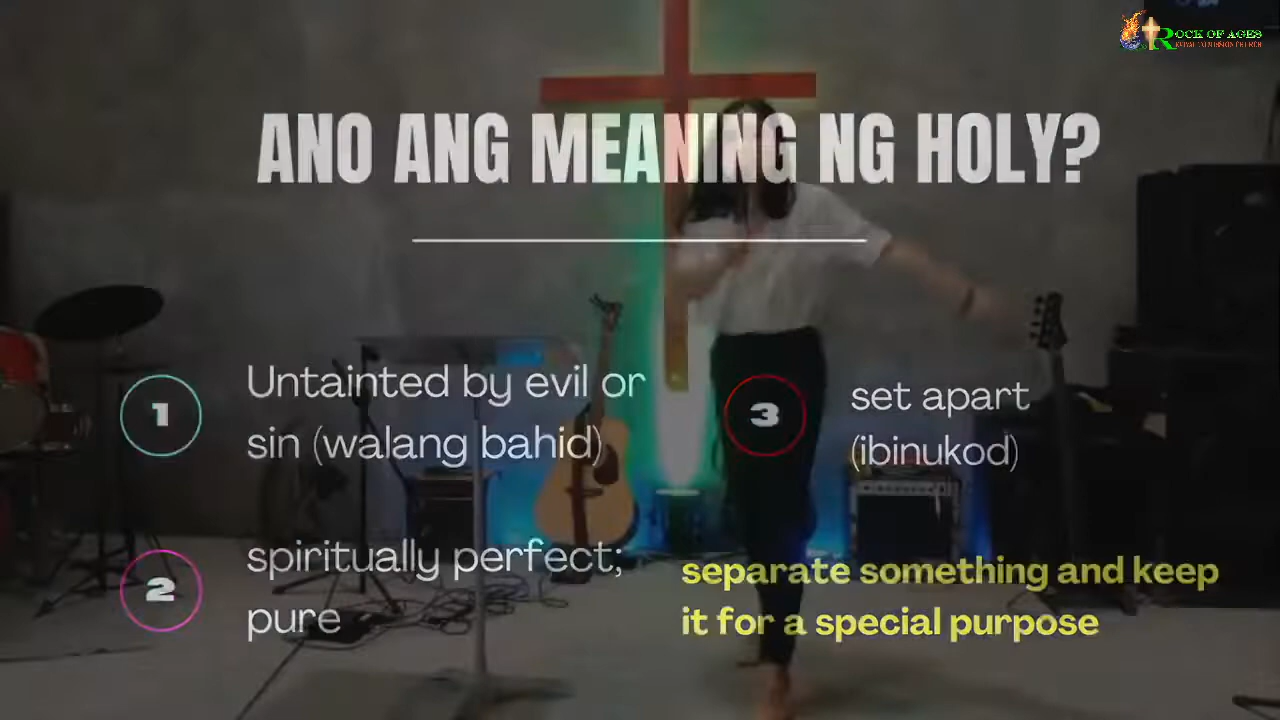 ROCK OF AGES
ANO ANG MEANING NG HOLY?
1
Untainted by evil or
sin (walang bahid)
2
spiritually perfect;
pure
3
set apart
(ibinukod)
separate something and keep
it for a special purpose